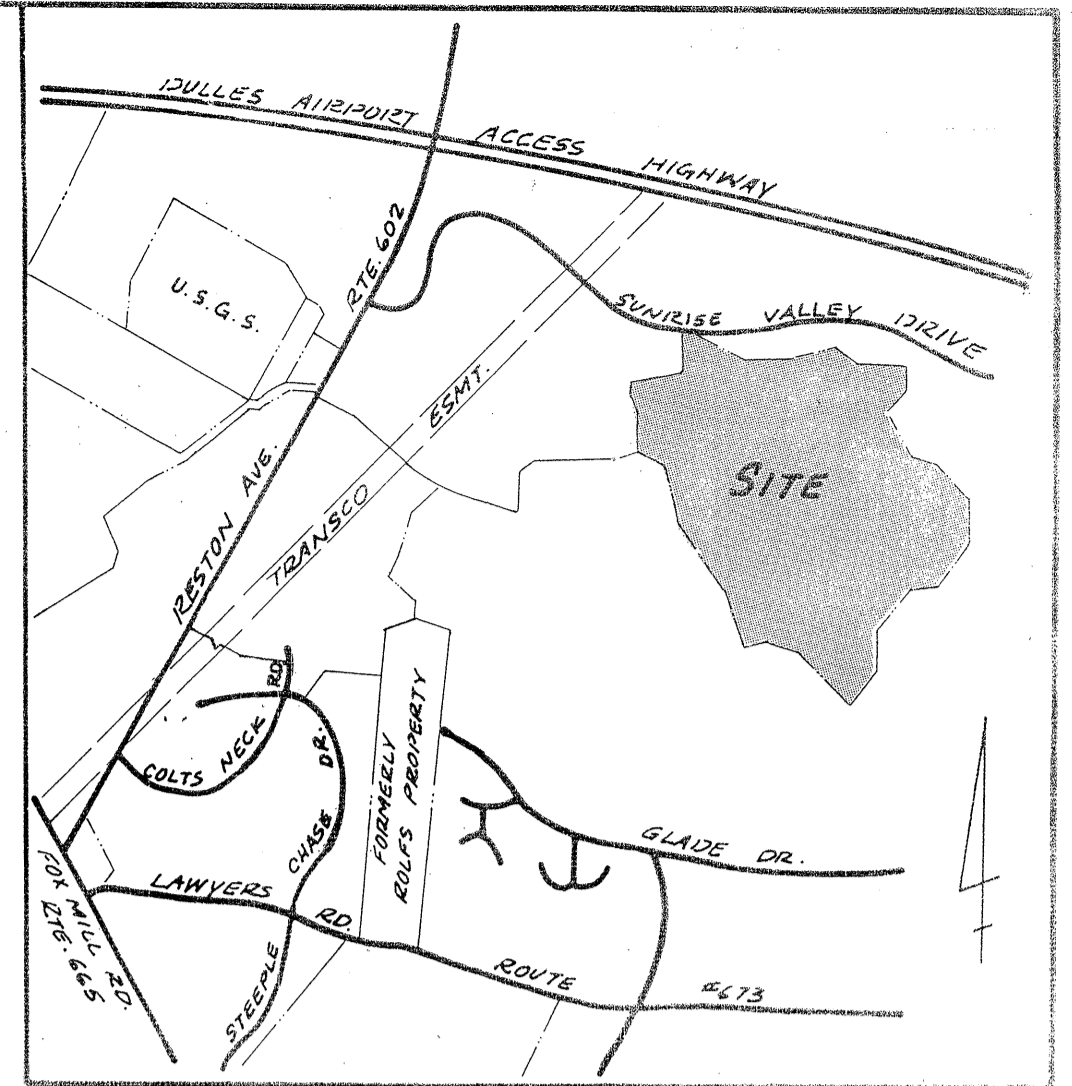 DULLES AIRPORT ACCESS HIGHWAY
RTE. 602
U.S.G.S.
SUNRISE VALLEY DRIVE
ESMT.
SITE
RESTON AVE.
TRANSCO
COLTS NECK RD.
DR.
CHASE
STEEPLE
FORMERLY
ROLFS PROPERTY
GLADE DR.
LAWYERS RD.
ROUTE #673
FOX MILL RD.
RTE. 665